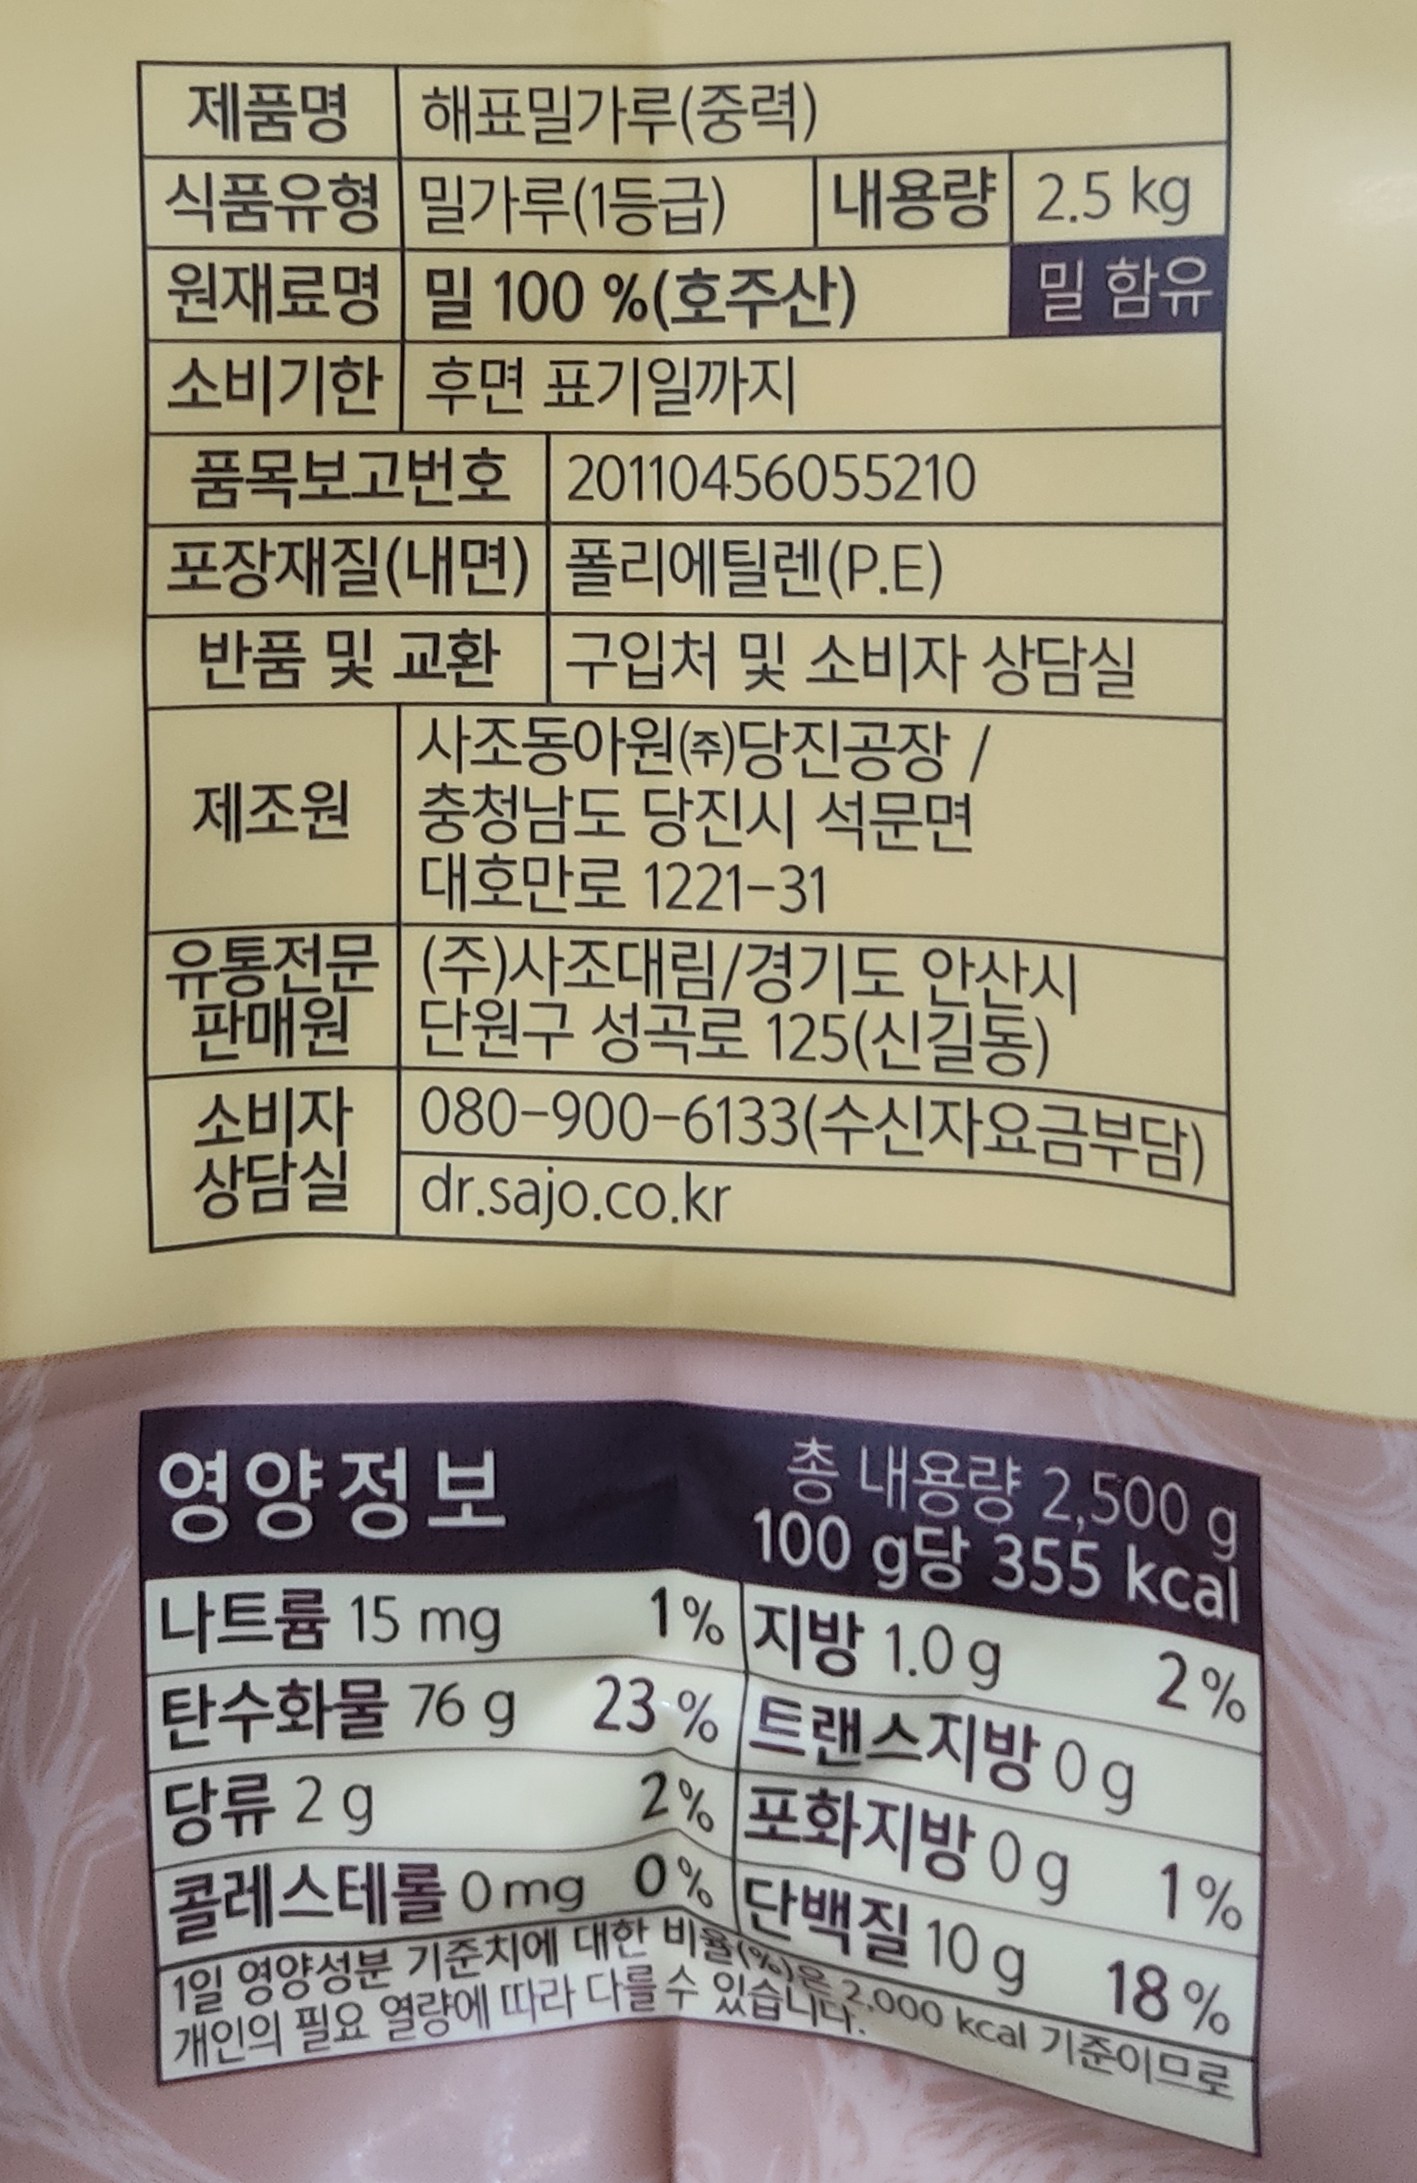 제품명 해표밀가루(중력)
식품유형 밀가루(1등급) 내용량 2.5 kg
원재료명 밀 100 %(호주산) 밀 함유
소비기한 후면 표기일까지
품목보고번호 20110456055210
포장재질(내면) 폴리에틸렌(P.E)
반품 및 교환 구입처 및 소비자 상담실
제조원 사조동아원(주)당진공장 /
충청남도 당진시 석문면
대호만로 1221-31
유통전문 (주)사조대림/경기도 안산시
판매원 단원구 성곡로 125(신길동)
소비자 080-900-6133(수신자요금부담)
상담실 dr.sajo.co.kr
영양정보 총 내용량 2,500 g
100 g당 355 kcal
나트륨 15 mg 1% 지방 1.0 g 2%
탄수화물 76 g 23 % 트랜스지방 0 g
당류 2 g 2% 포화지방 0 g 1%
콜레스테롤 0 mg 0% 단백질 10 g 18%
1일 영양성분 기준치에 대한 비율(%)은 2,000 kcal 기준이므로
개인의 필요 열량에 따라 다를 수 있습니다.